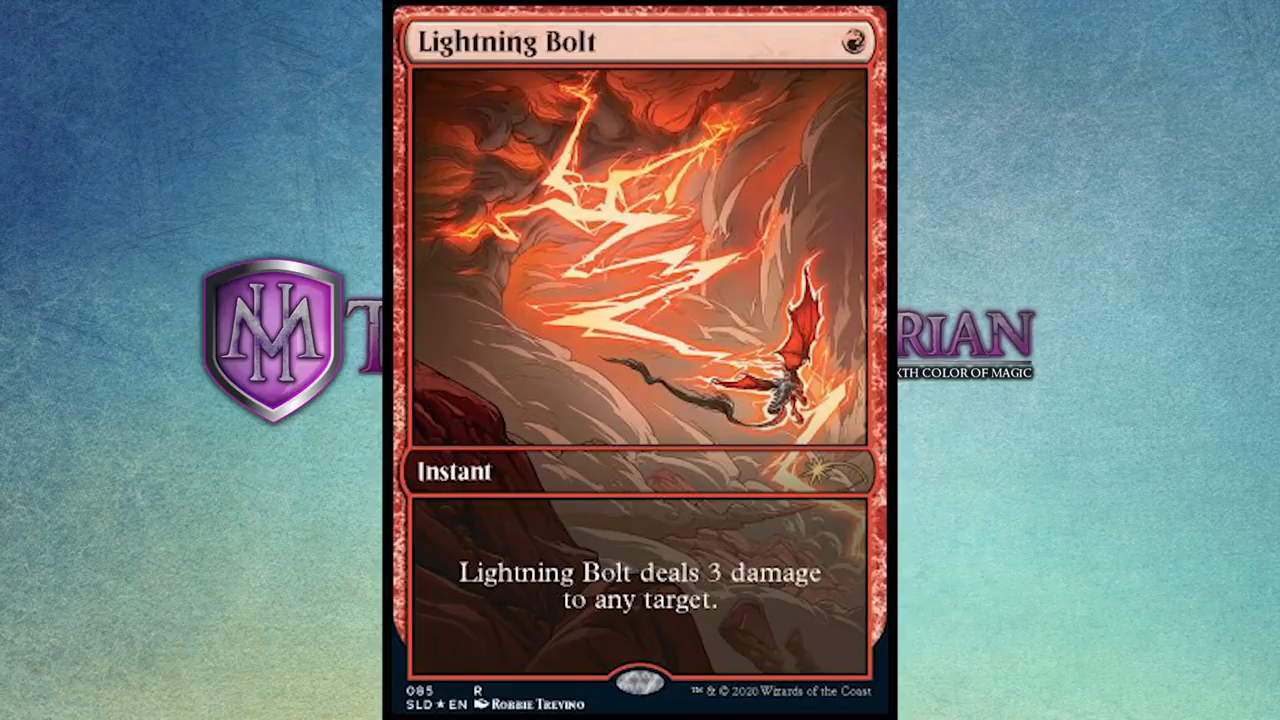 Lightning Bolt
RIAN
XTH COLOR OF MAGIC
Instant
Lightning Bolt deals 3 damage
to any target.
085 R
SLD ★ EN ROBBIE TREVINO
™ & © 2020 Wizards of the Coast